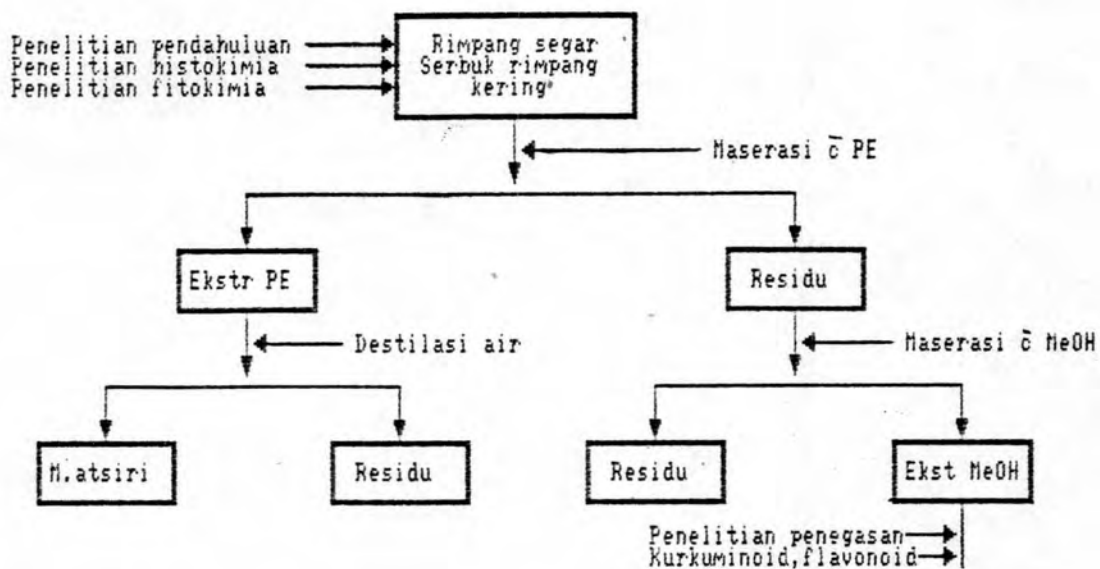 Penelitian pendahuluan
Penelitian histokimia
Penelitian fitokimia
Rimpang segar
Serbuk rimpang
kering*
Maserasi c̄ PE
Ekstr PE
Residu
Destilasi air
Maserasi c̄ MeOH
M.atsiri
Residu
Residu
Ekst MeOH
Penelitian penegasan
Kurkuminoid,flavonoid